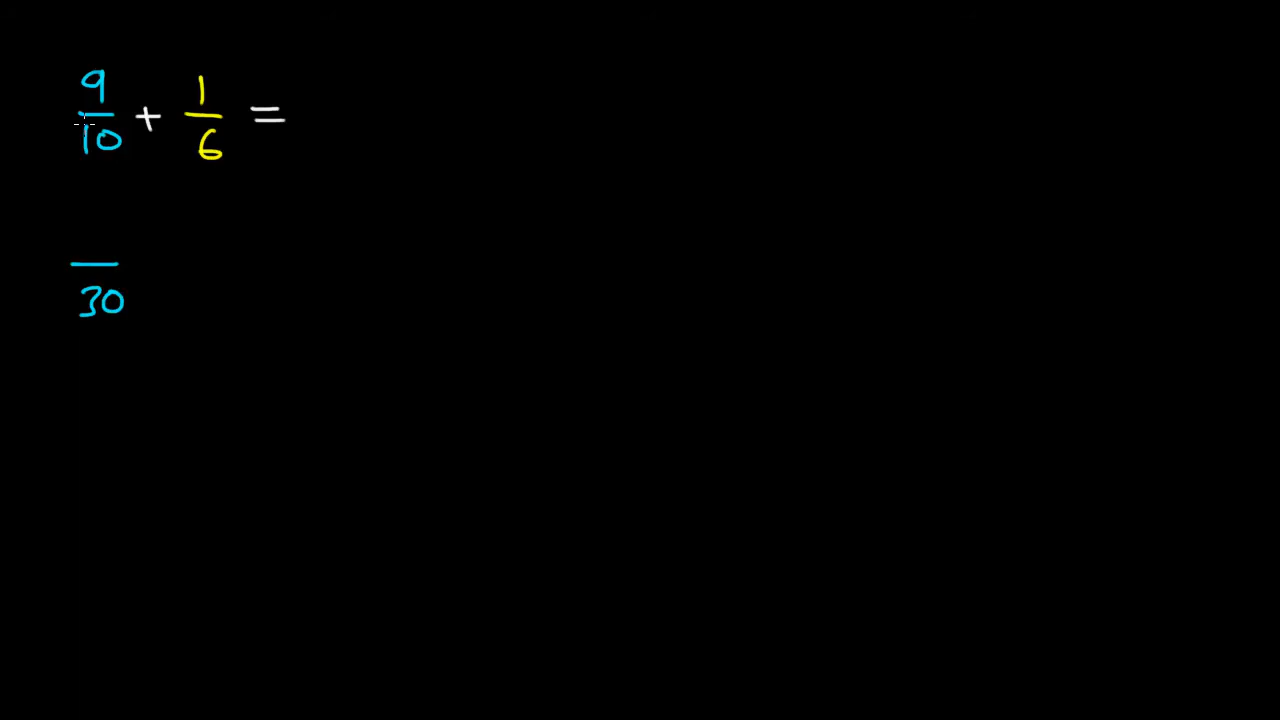 9/10 + 1/6 =
/30